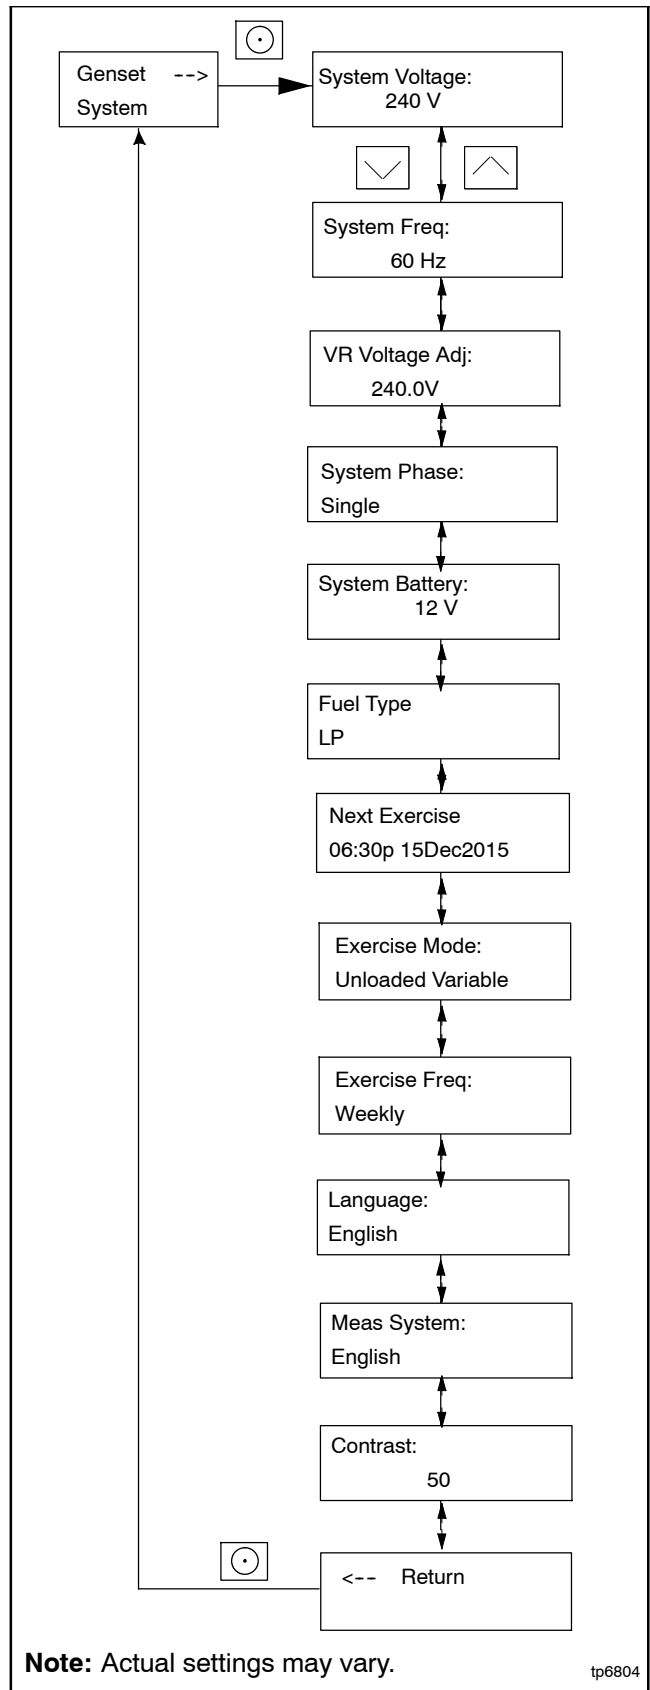 Genset -->
System
System Voltage:
240 V
System Freq:
60 Hz
VR Voltage Adj:
240.0V
System Phase:
Single
System Battery:
12 V
Fuel Type
LP
Next Exercise
06:30p 15Dec2015
Exercise Mode:
Unloaded Variable
Exercise Freq:
Weekly
Language:
English
Meas System:
English
Contrast:
50
<-- Return
Note: Actual settings may vary.
tp6804